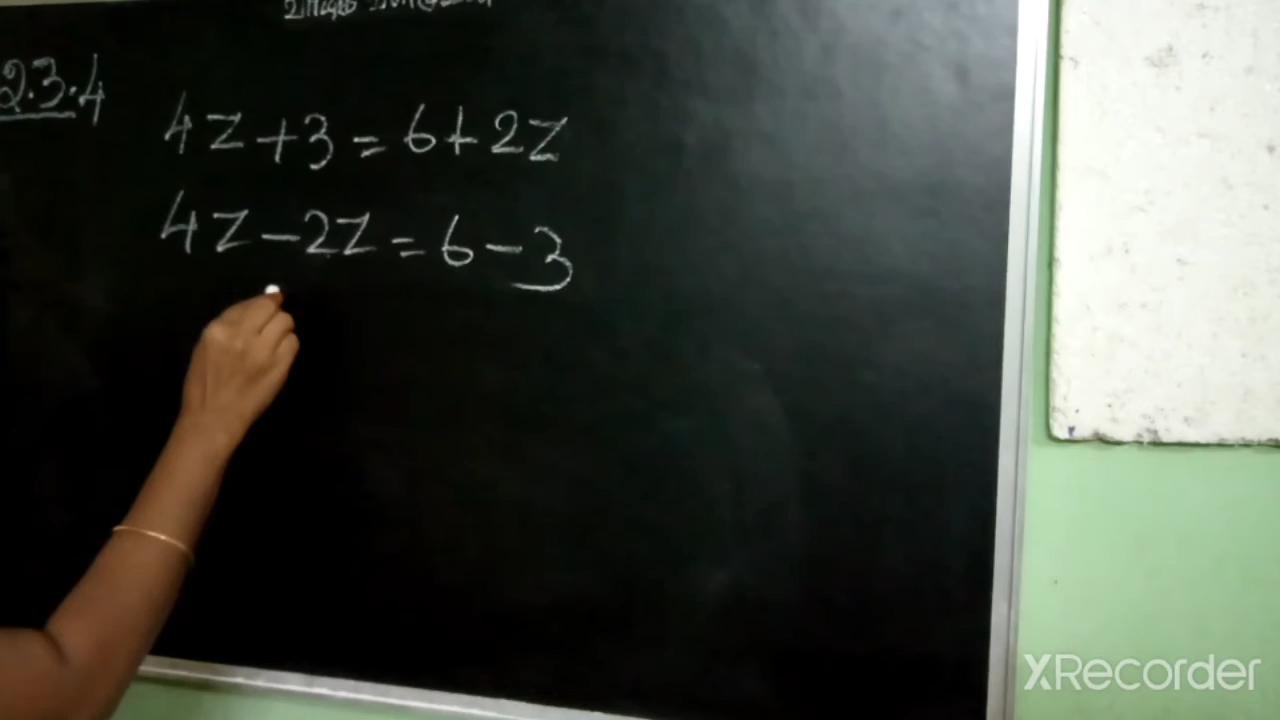 2.3.4
4z + 3 = 6 + 2z
4z - 2z = 6 - 3
XRecorder